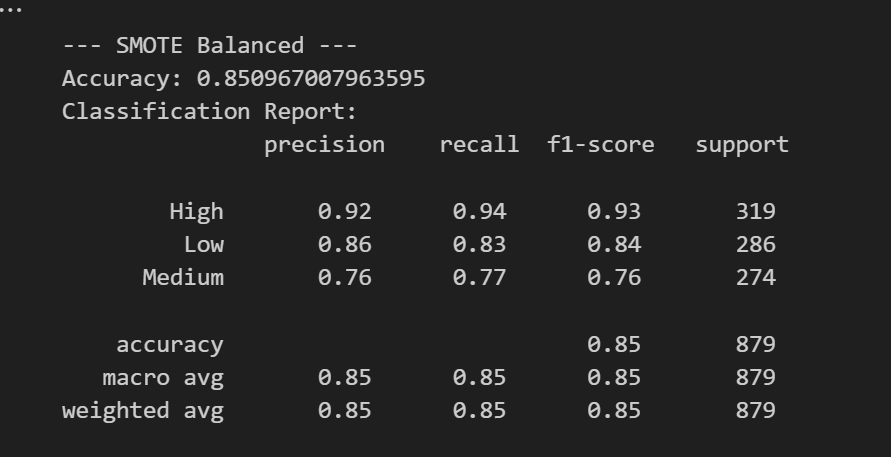 ...
--- SMOTE Balanced ---
Accuracy: 0.850967007963595
Classification Report:
precision recall f1-score support
High 0.92 0.94 0.93 319
Low 0.86 0.83 0.84 286
Medium 0.76 0.77 0.76 274
accuracy 0.85 879
macro avg 0.85 0.85 0.85 879
weighted avg 0.85 0.85 0.85 879